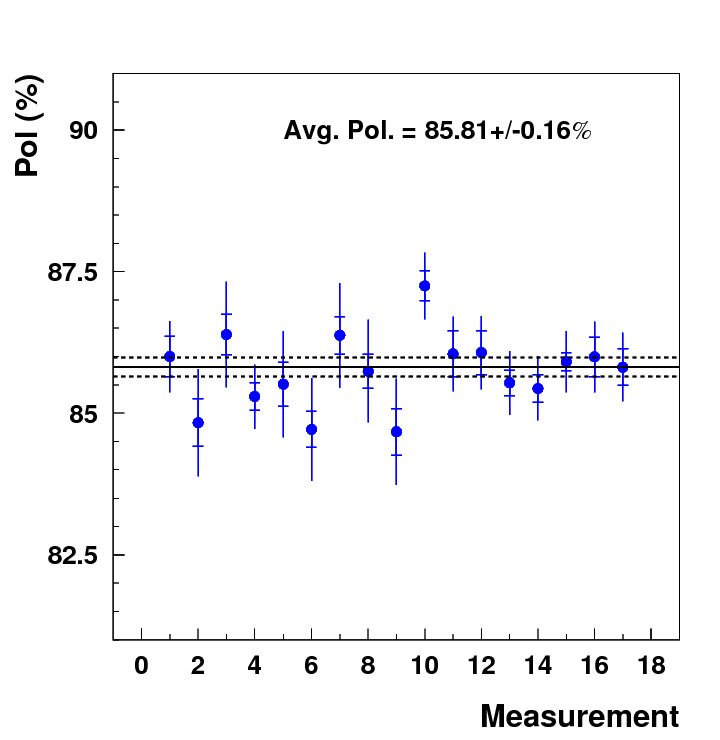 Pol (%)
Avg. Pol. = 85.81+/-0.16%
90
87.5
85
82.5
0 2 4 6 8 10 12 14 16 18
Measurement